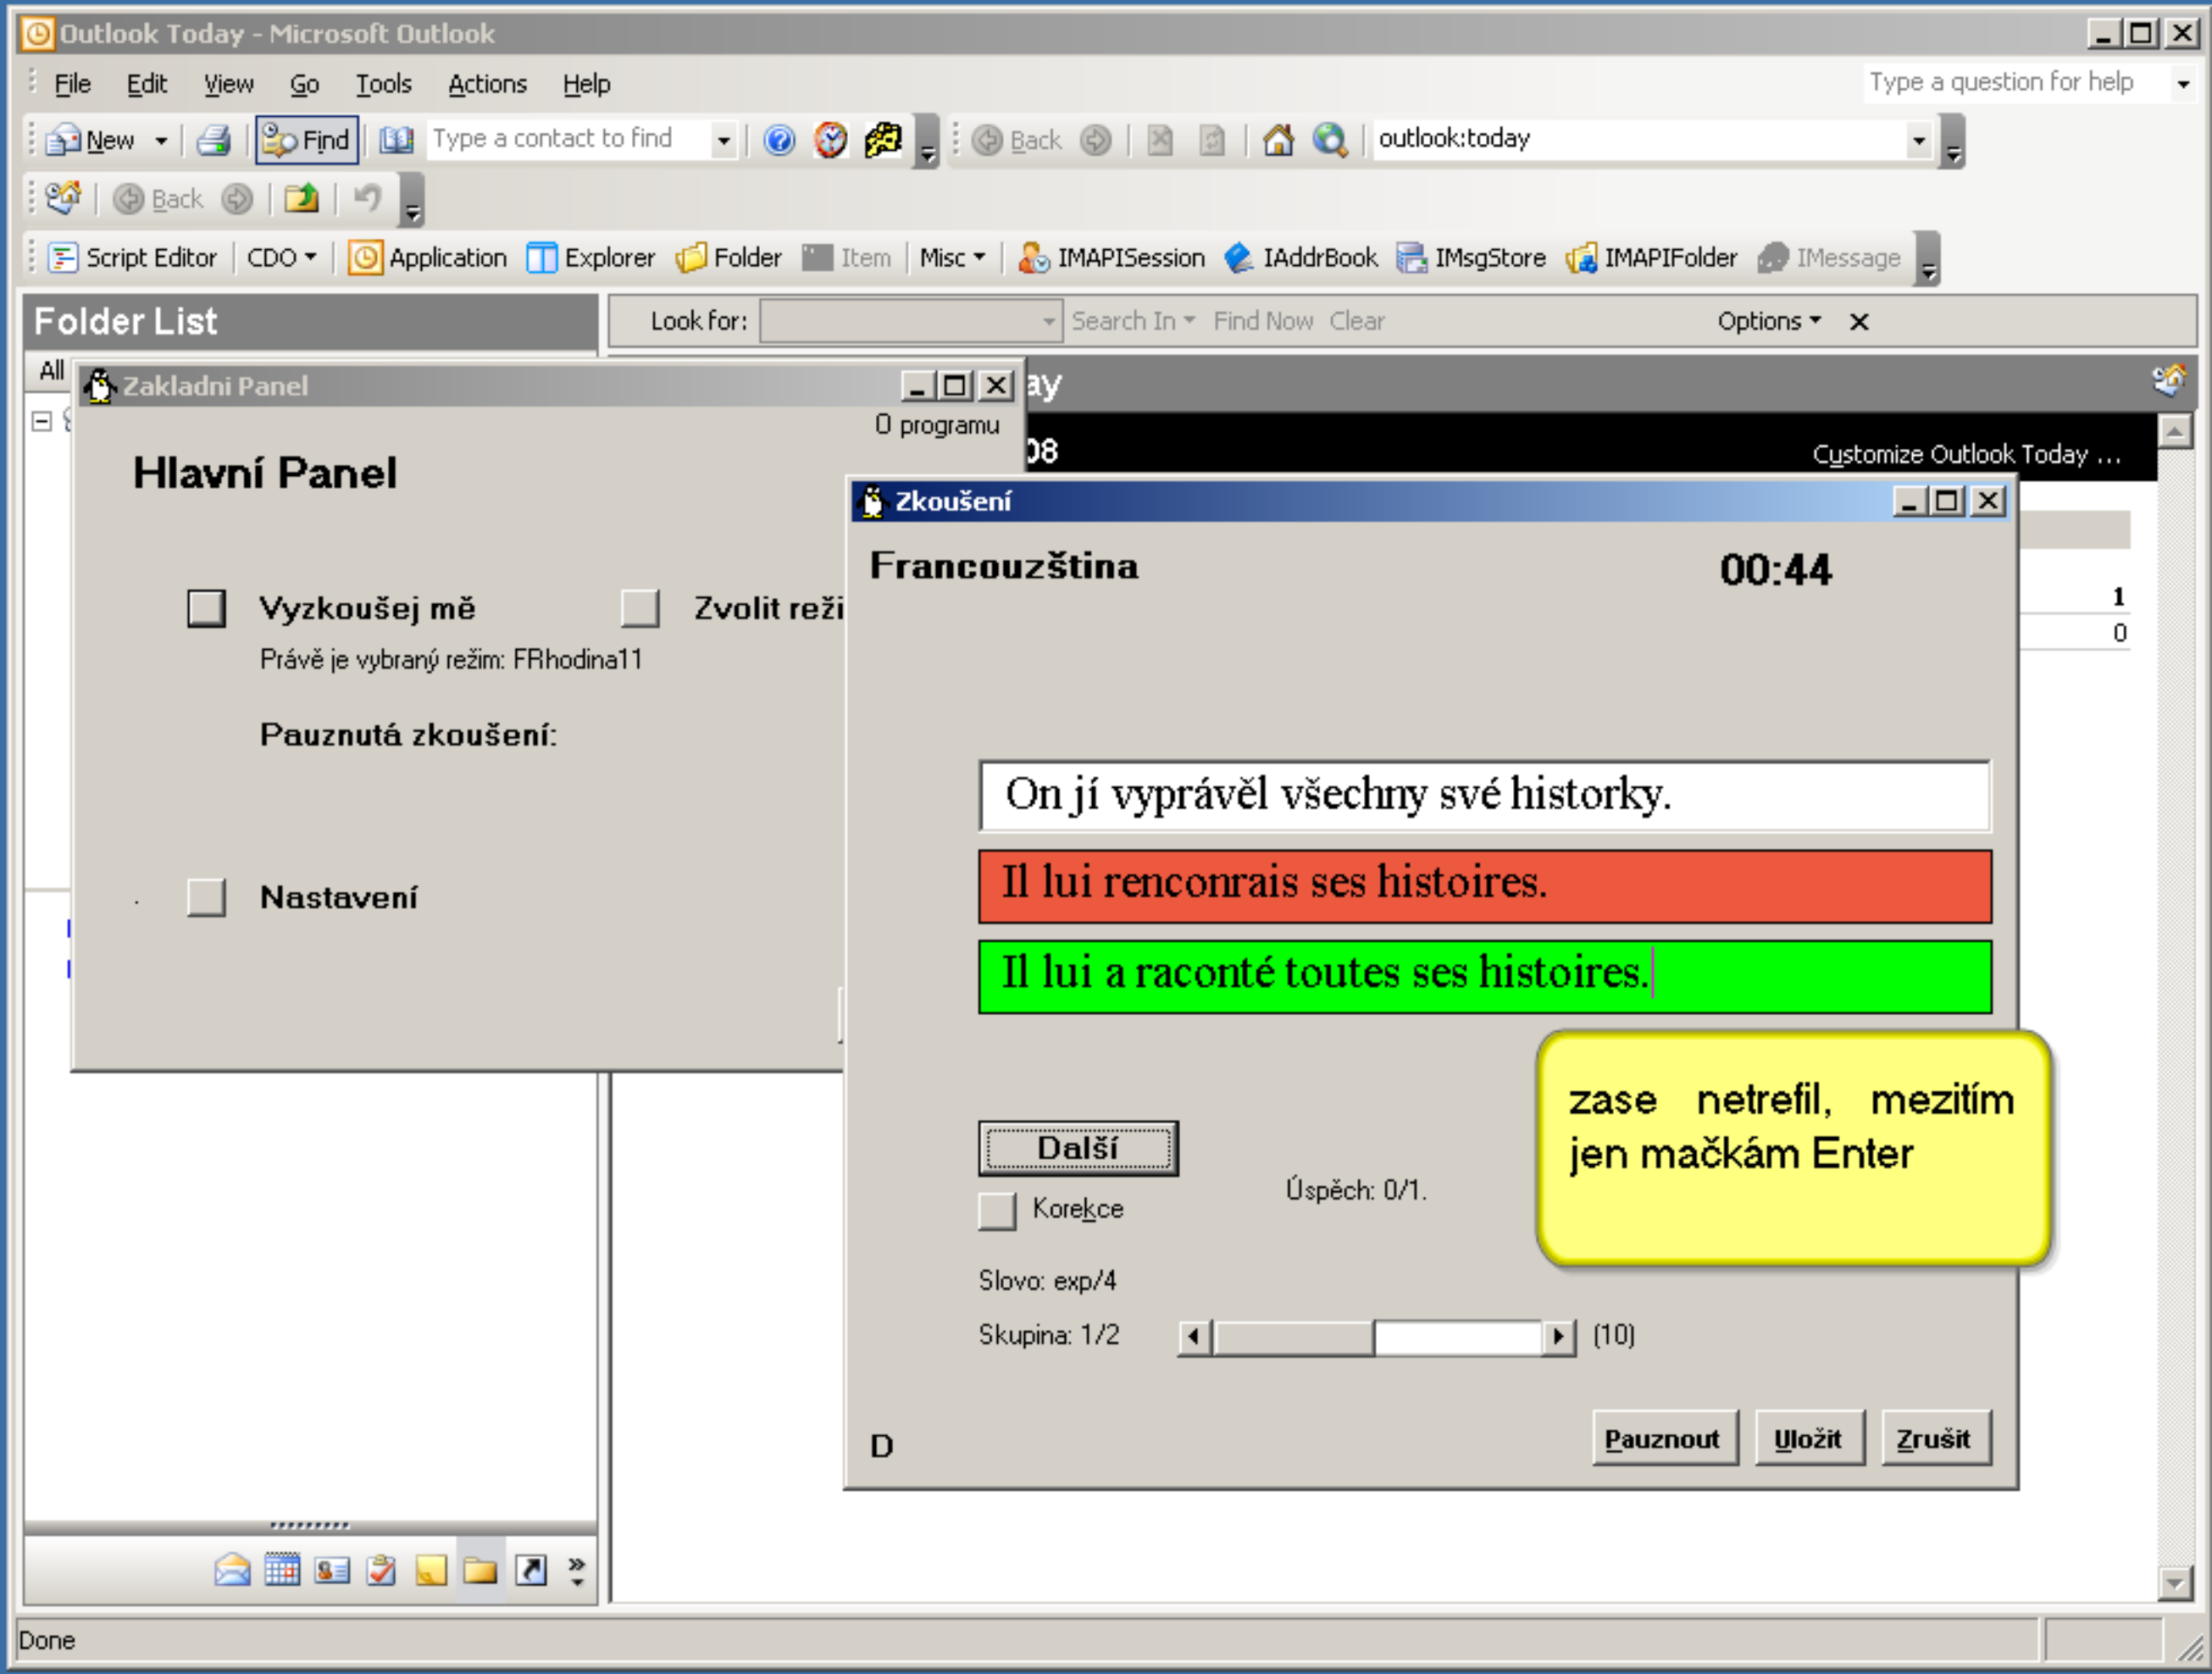 Outlook Today - Microsoft Outlook
File Edit View Go Tools Actions Help Type a question for help
New Find Type a contact to find Back outlook:today
Back
Script Editor CDO Application Explorer Folder Item Misc IMAPISession IAddrBook IMsgStore IMAPIFolder IMessage
Folder List
Look for: Search In Find Now Clear Options
All
ay
08
Customize Outlook Today ...
1
0
Zakladni Panel
O programu
Hlavní Panel
Vyzkoušej mě
Zvolit reži
Právě je vybraný režim: FRhodina11
Pauznutá zkoušení:
Nastavení
Zkoušení
Francouzština
00:44
On jí vyprávěl všechny své historky.
Il lui renconrais ses histoires.
Il lui a raconté toutes ses histoires.
zase netrefil, mezitím
jen mačkám Enter
Další
Korekce
Úspěch: 0/1.
Slovo: exp/4
Skupina: 1/2
(10)
D
Pauznout Uložit Zrušit
Done